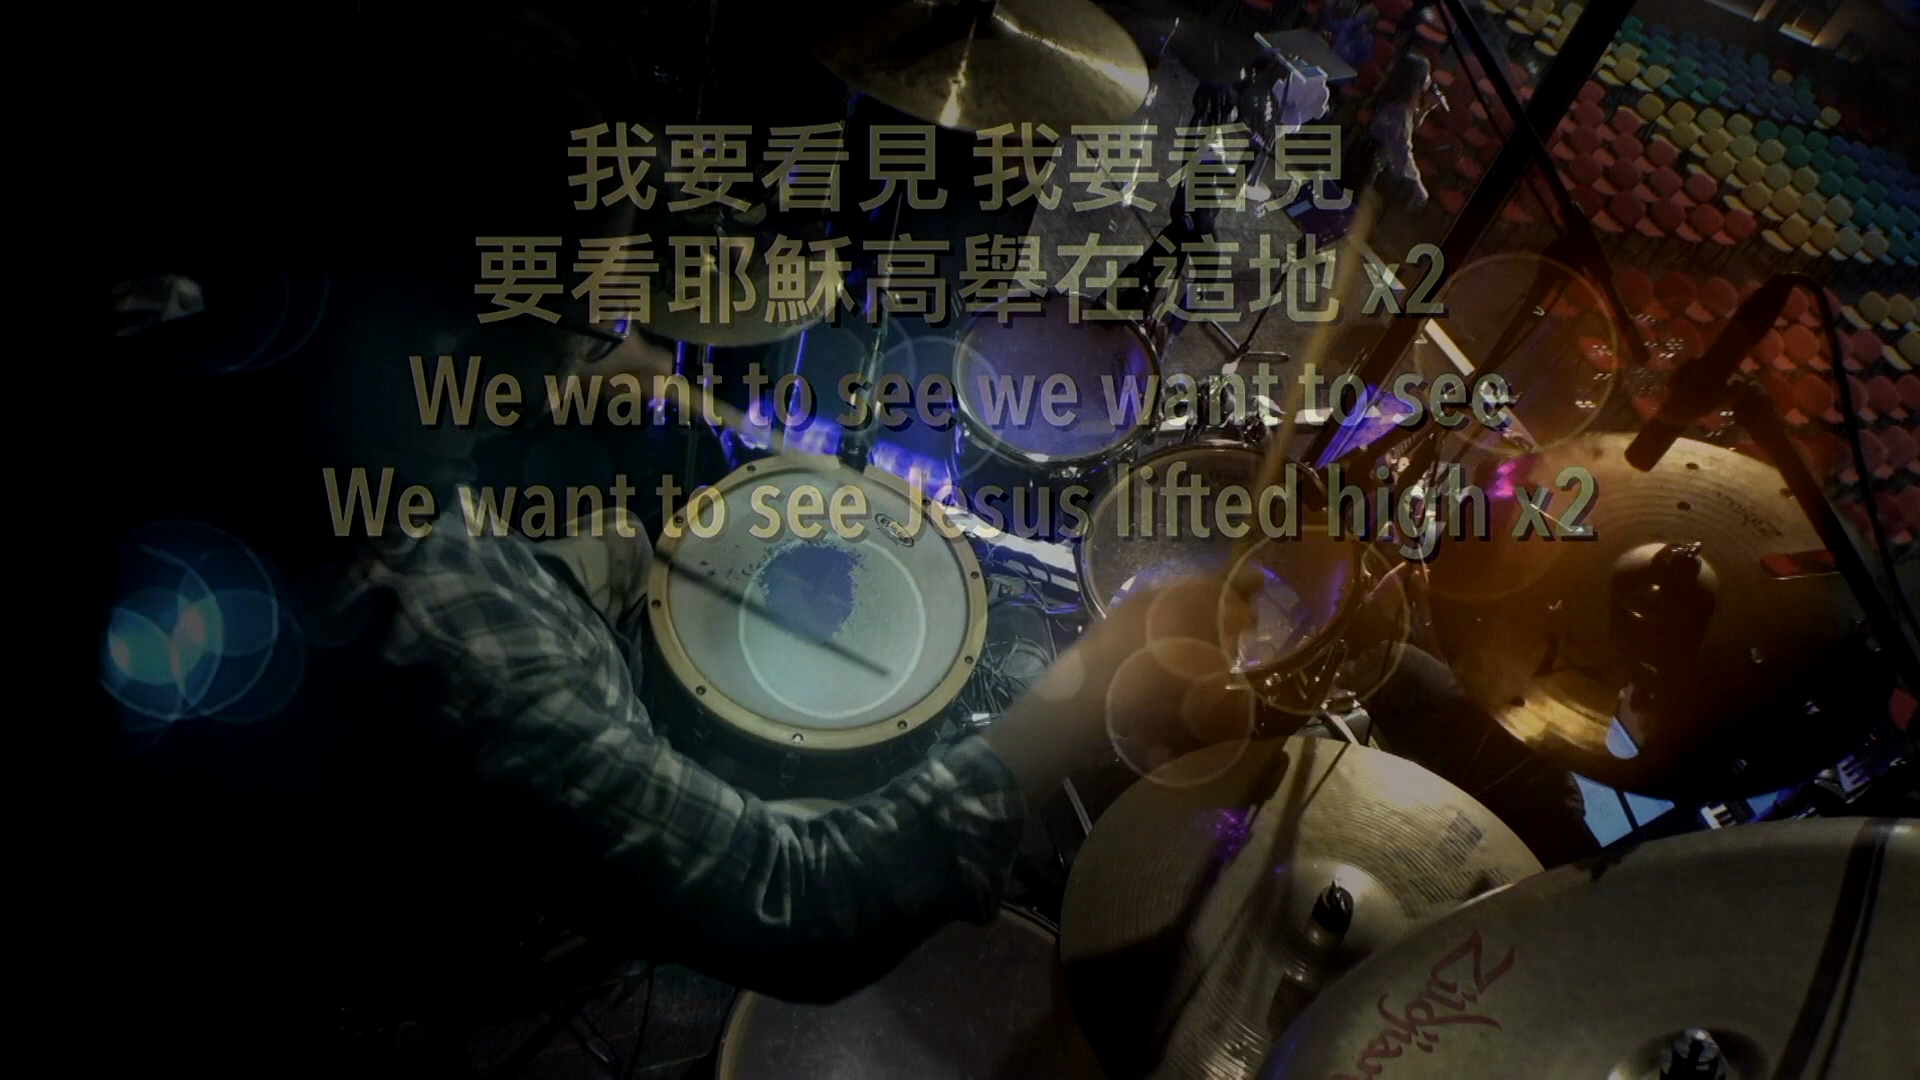 我要看見 我要看見
要看耶穌高舉在這地 x2
We want to see we want to see
We want to see Jesus lifted high x2
Zildjian